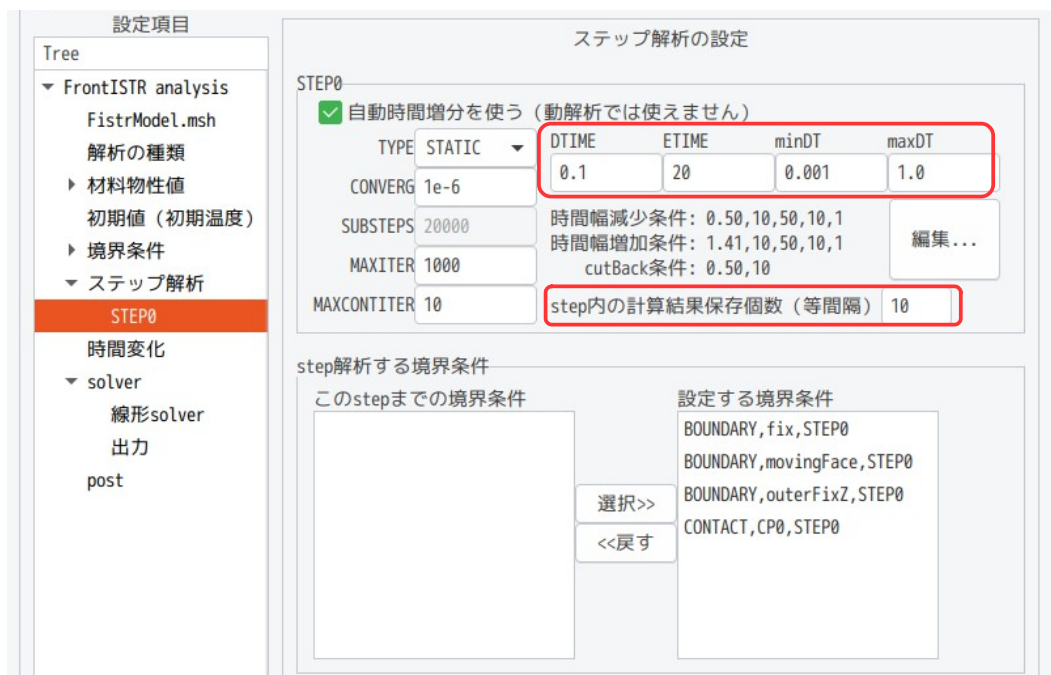 設定項目
Tree
FrontISTR analysis
FistrModel.msh
解析の種類
材料物性値
初期値（初期温度）
境界条件
ステップ解析
STEP0
時間変化
solver
線形solver
出力
post
ステップ解析の設定
STEP0
自動時間増分を使う（動解析では使えません）
TYPE STATIC
DTIME ETIME minDT maxDT
0.1 20 0.001 1.0
CONVERG 1e-6
SUBSTEPS 20000
MAXITER 1000
MAXCONTITER 10
時間幅減少条件: 0.50,10,50,10,1
時間幅増加条件: 1.41,10,50,10,1
cutBack条件: 0.50,10
編集...
step内の計算結果保存個数（等間隔） 10
step解析する境界条件
このstepまでの境界条件
選択>>
<<戻す
設定する境界条件
BOUNDARY,fix,STEP0
BOUNDARY,movingFace,STEP0
BOUNDARY,outerFixZ,STEP0
CONTACT,CP0,STEP0